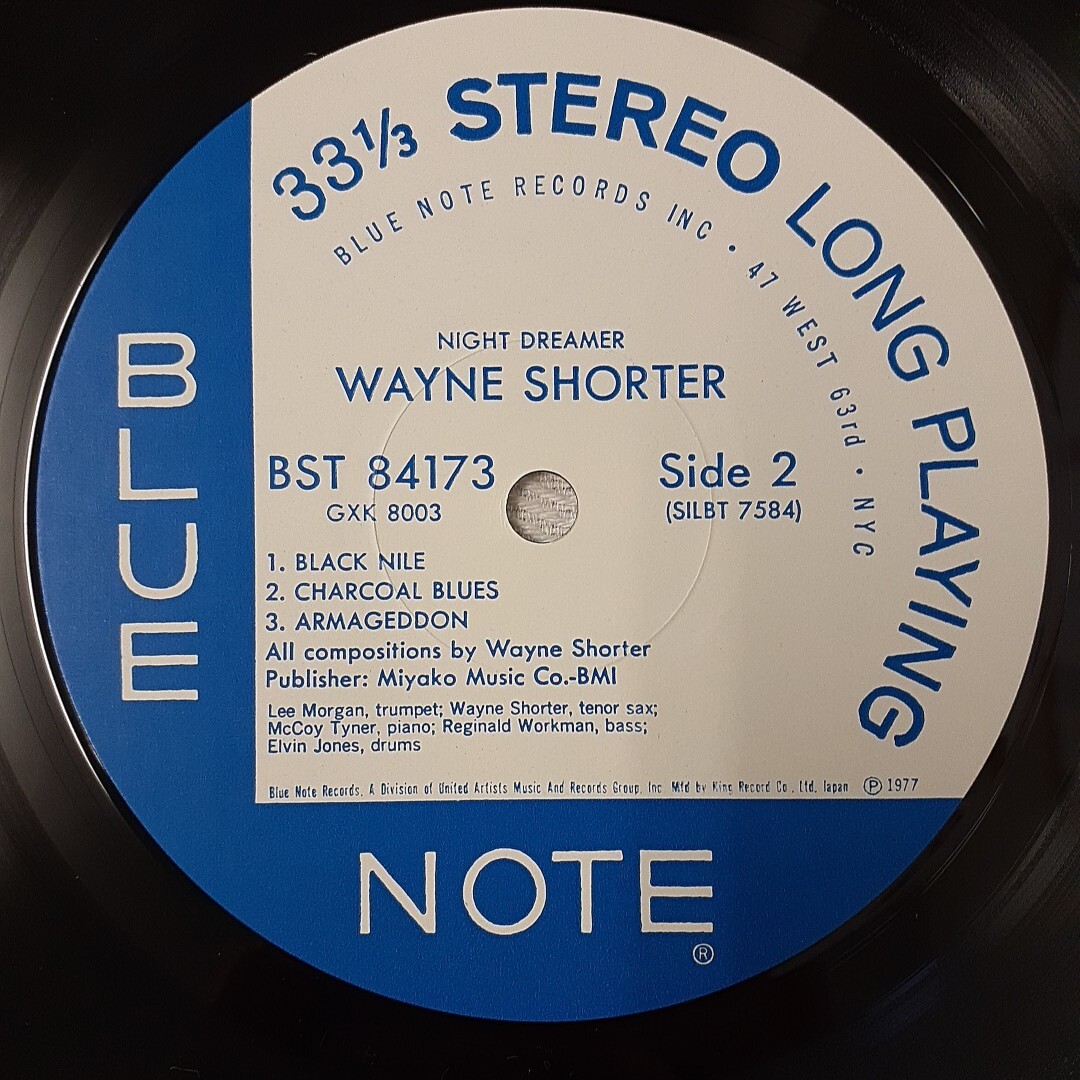 33⅓ STEREO LONG PLAYING
BLUE NOTE RECORDS INC • 47 WEST 63rd • NYC
NIGHT DREAMER
WAYNE SHORTER
BST 84173
GXK 8003
Side 2
(SILBT 7584)
1. BLACK NILE
2. CHARCOAL BLUES
3. ARMAGEDDON
All compositions by Wayne Shorter
Publisher: Miyako Music Co.-BMI
Lee Morgan, trumpet; Wayne Shorter, tenor sax;
McCoy Tyner, piano; Reginald Workman, bass;
Elvin Jones, drums
Blue Note Records, A Division of United Artists Music And Records Group, Inc Mfd by King Record Co., Ltd. Japan Ⓟ 1977
BLUE
NOTE
®